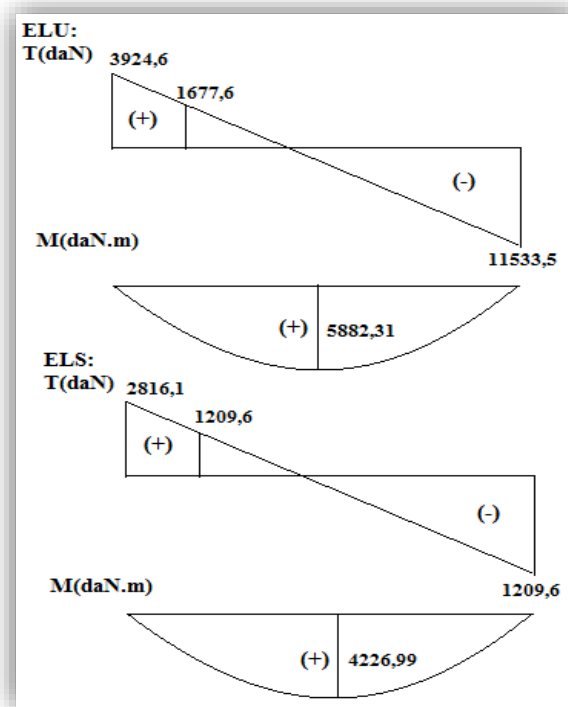 ELU:
T(daN) 3924,6
1677,6
(+)
(-)
M(daN.m)
11533,5
(+) 5882,31
ELS:
T(daN) 2816,1
1209,6
(+)
(-)
M(daN.m)
1209,6
(+) 4226,99